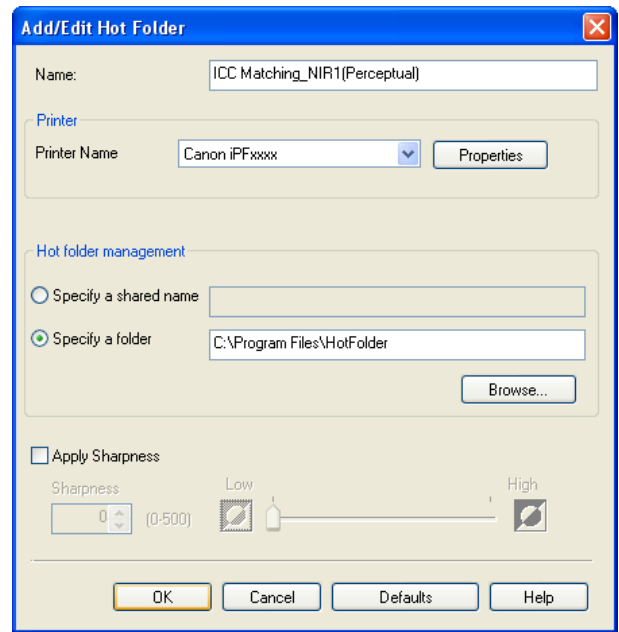 Add/Edit Hot Folder
Name: ICC Matching_NIR1(Perceptual)
Printer
Printer Name Canon iPFxxxx Properties
Hot folder management
Specify a shared name
Specify a folder C:\Program Files\HotFolder
Browse...
Apply Sharpness
Sharpness Low High
0 (0-500)
OK Cancel Defaults Help